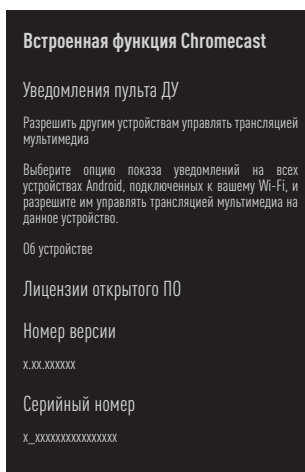 Встроенная функция Chromecast
Уведомления пульта ДУ
Разрешить другим устройствам управлять трансляцией
мультимедиа
Выберите опцию показа уведомлений на всех
устройствах Android, подключенных к вашему Wi-Fi, и
разрешите им управлять трансляцией мультимедиа на
данное устройство.
Об устройстве
Лицензии открытого ПО
Номер версии
x.xx.xxxxxx
Серийный номер
x_xxxxxxxxxxxxxxxx